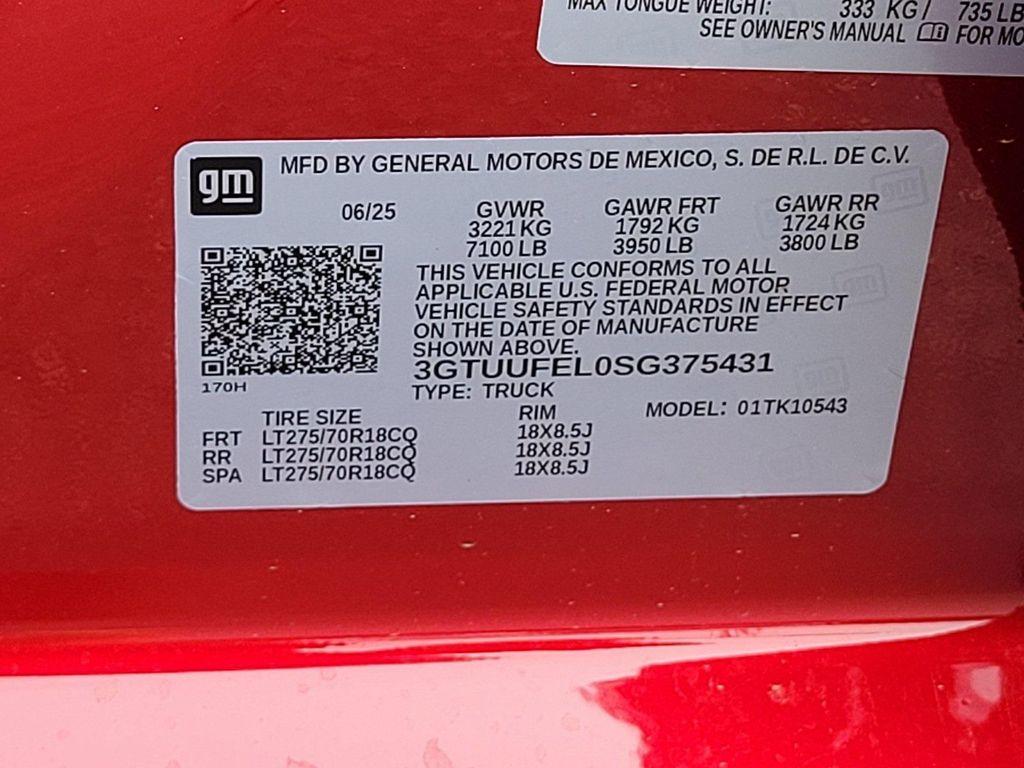 MAX TONGUE WEIGHT: 333 KG / 735 LB
SEE OWNER'S MANUAL FOR MO
gm
MFD BY GENERAL MOTORS DE MEXICO, S. DE R.L. DE C.V.
06/25
GVWR GAWR FRT GAWR RR
3221 KG 1792 KG 1724 KG
7100 LB 3950 LB 3800 LB
THIS VEHICLE CONFORMS TO ALL
APPLICABLE U.S. FEDERAL MOTOR
VEHICLE SAFETY STANDARDS IN EFFECT
ON THE DATE OF MANUFACTURE
SHOWN ABOVE.
170H
3GTUUFEL0SG375431
TYPE: TRUCK
MODEL: 01TK10543
TIRE SIZE RIM
FRT LT275/70R18CQ 18X8.5J
RR LT275/70R18CQ 18X8.5J
SPA LT275/70R18CQ 18X8.5J